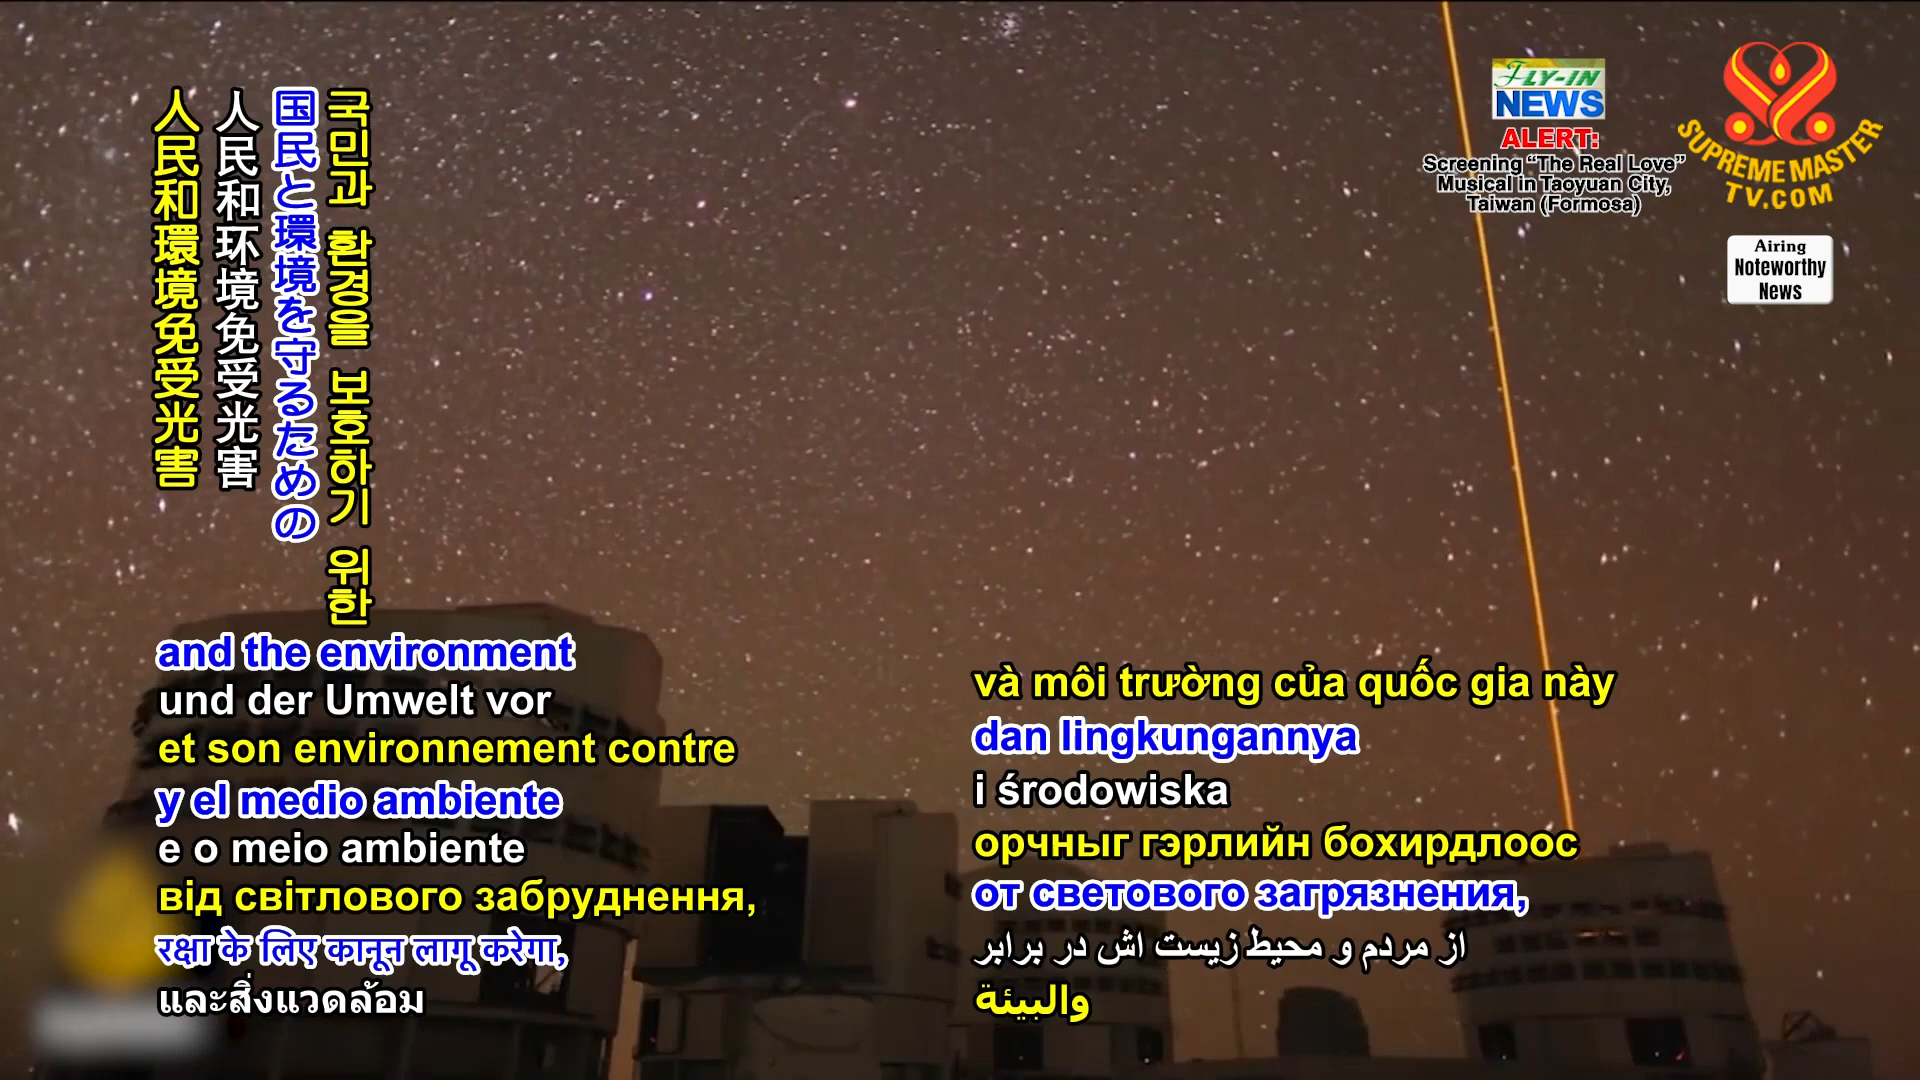 人民和環境免受光害
人民和环境免受光害
国民と環境を守るための
국민과 환경을 보호하기 위한
and the environment
und der Umwelt vor
et son environnement contre
y el medio ambiente
e o meio ambiente
від світлового забруднення,
रक्षा के लिए कानून लागू करेगा,
และสิ่งแวดล้อม
và môi trường của quốc gia này
dan lingkungannya
i środowiska
орчныг гэрлийн бохирдлоос
от светового загрязнения,
از مردم و محیط زیست اش در برابر
والبيئة
FLY-IN
NEWS
ALERT:
Screening “The Real Love”
Musical in Taoyuan City,
Taiwan (Formosa)
SUPREME MASTER
TV.COM
Airing
Noteworthy
News